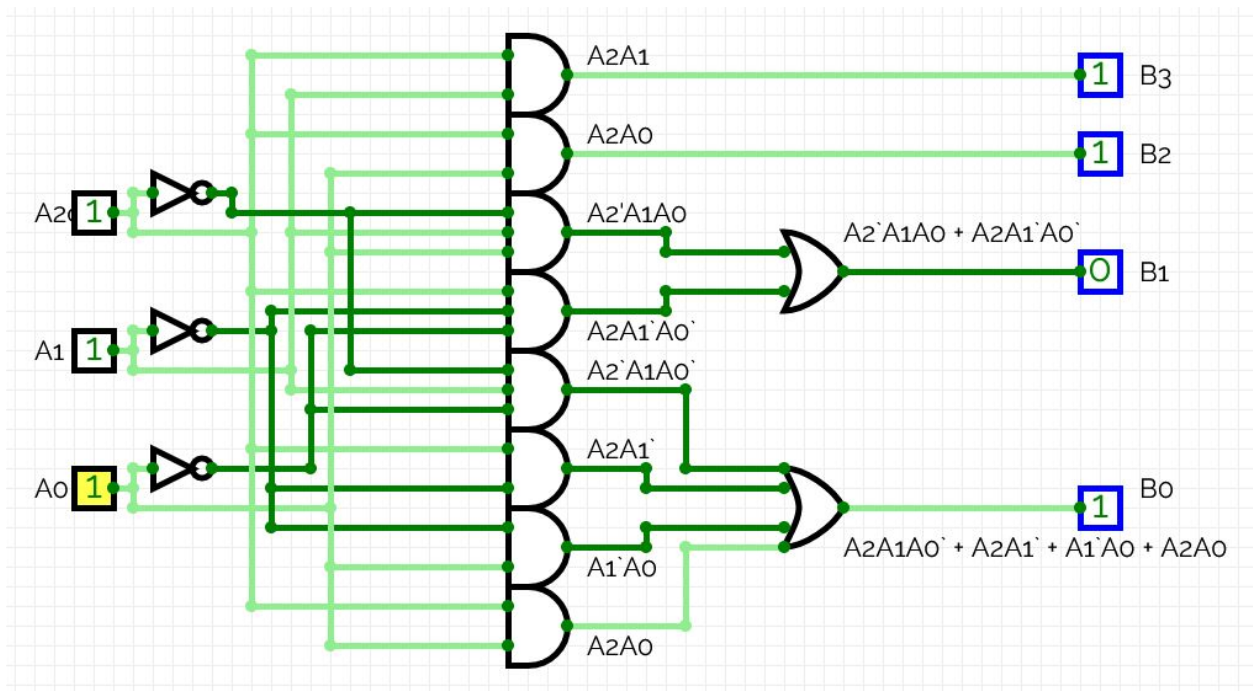 A2A1
1
B3
A2A0
1
B2
A2
1
A2'A1A0
A2`A1A0 + A2A1`A0`
0
B1
A2A1`A0`
A1
1
A2`A1A0`
A2A1`
A0
1
1
B0
A2A1A0` + A2A1` + A1`A0 + A2A0
A1`A0
A2A0